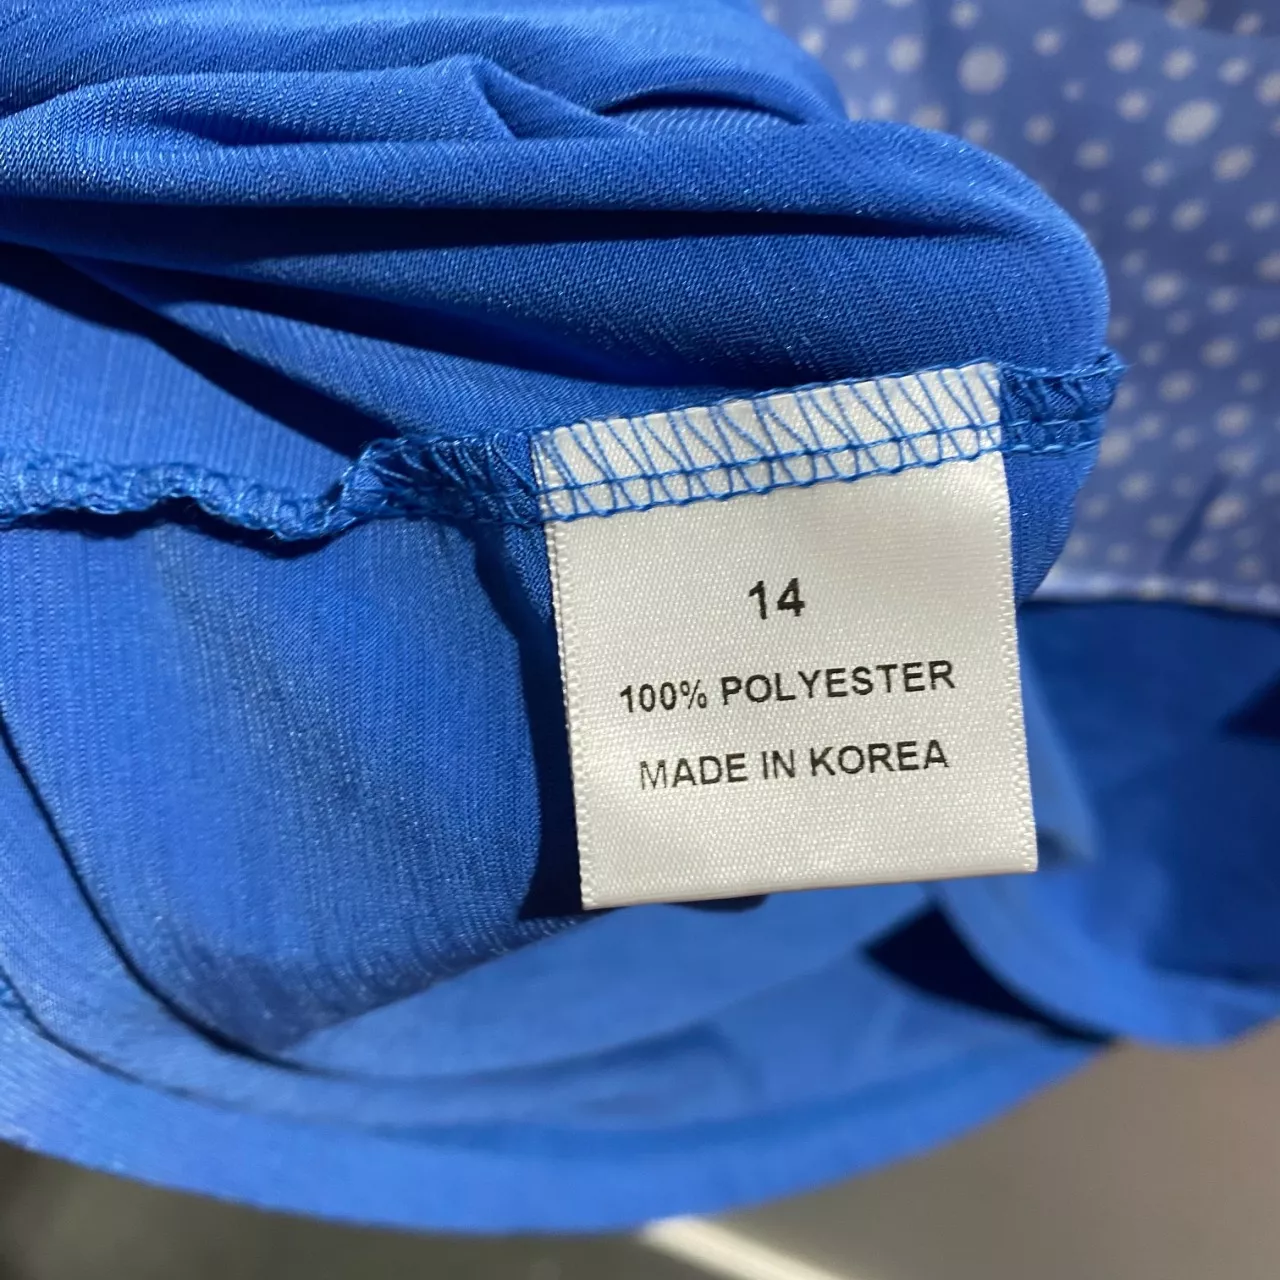 14
100% POLYESTER
MADE IN KOREA